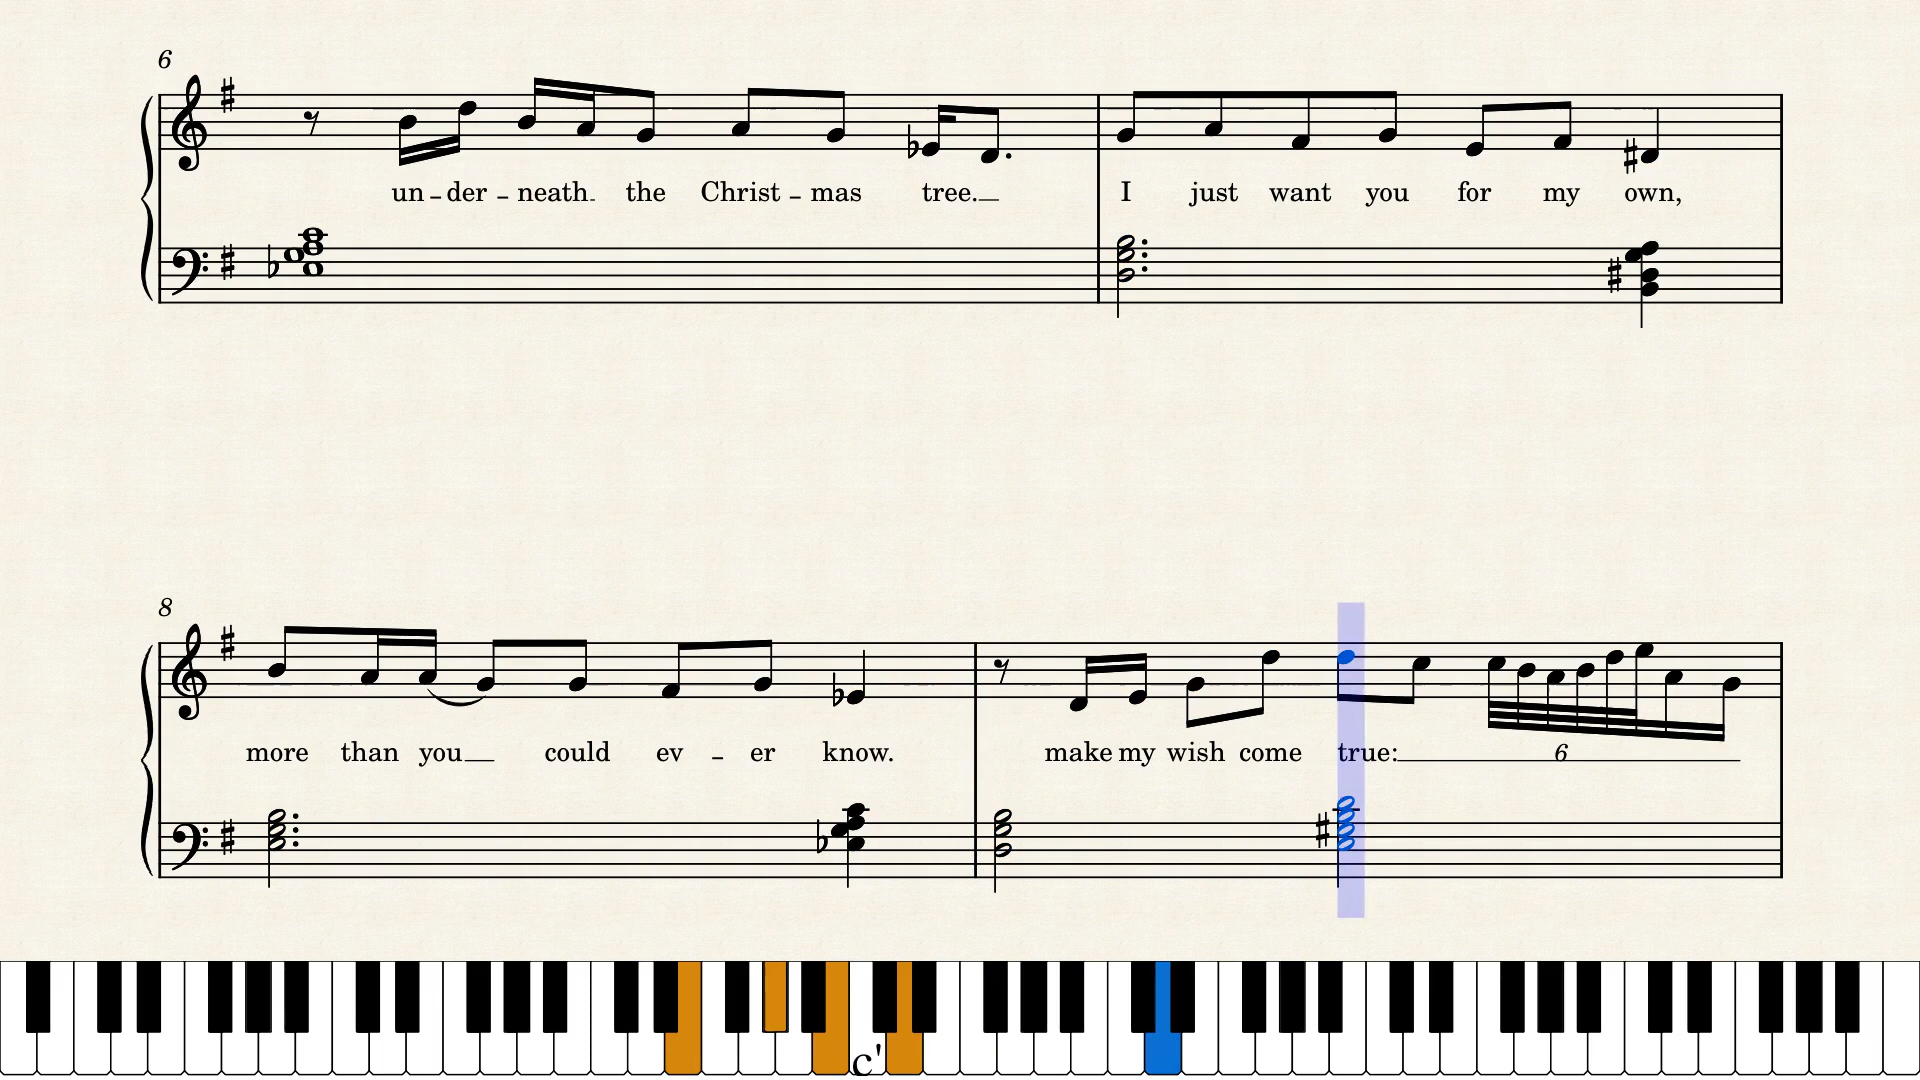 6
un - der - neath the Christ - mas tree. I just want you for my own,
8
more than you could ev - er know. make my wish come true:
6
c'